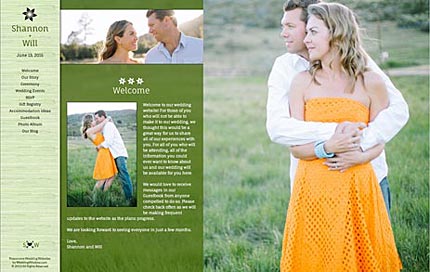 Shannon
+
Will
June 13, 2015
Welcome
Our Story
Ceremony
Wedding Events
RSVP
Gift Registry
Accommodation Ideas
Guestbook
Photo Album
Our Blog
S W
Welcome
Welcome to our wedding
website! For those of
you who will not be able to
make it to our wedding, we
thought this would be a
great way for us to share
all of our experiences with
you. For all of you who will
be attending, all of the
information you could
ever want to know about
us and our wedding will
be available for you here.
We would love to receive
messages in our
Guestbook from anyone
compelled to do so. Please
check back often as we will
be making frequent
updates to the website as the plans progress.
We are looking forward to seeing everyone in just a few months.
Love,
Shannon and Will